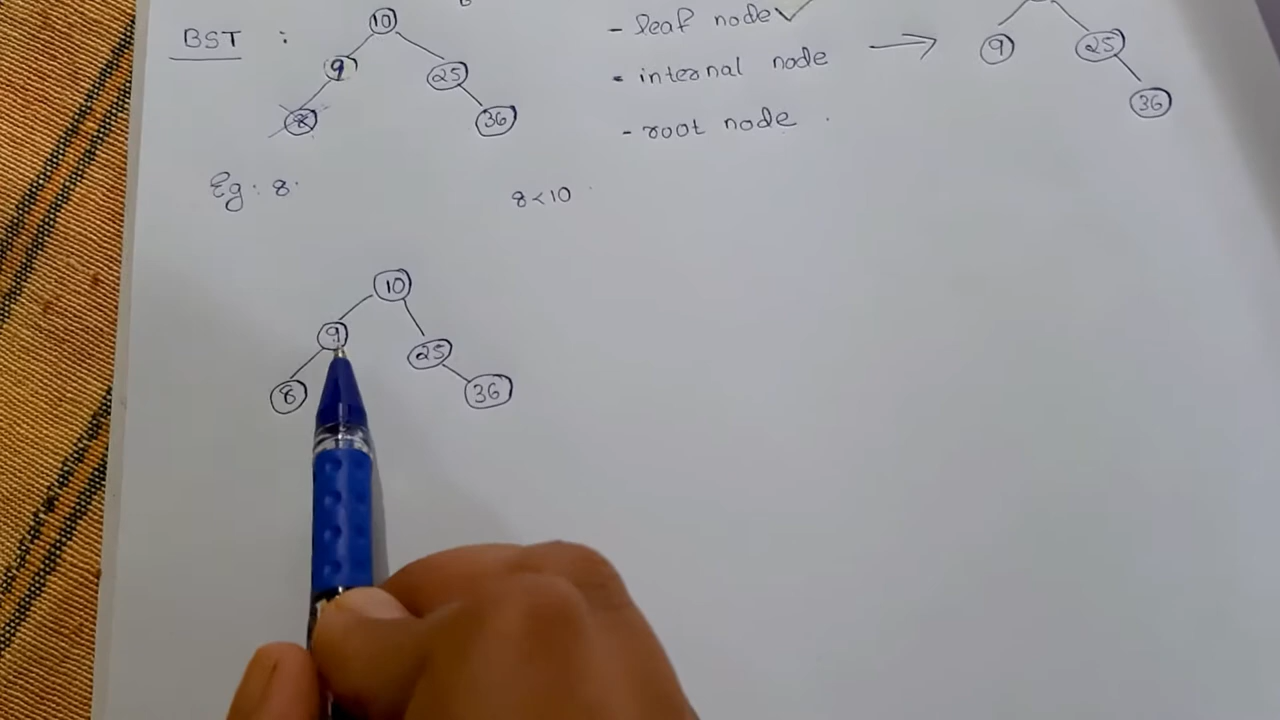 BST :
10
9
25
8
36
- leaf node ✓
- internal node →
- root node .
9
25
36
Eg: 8.
8<10
10
9
25
8
36